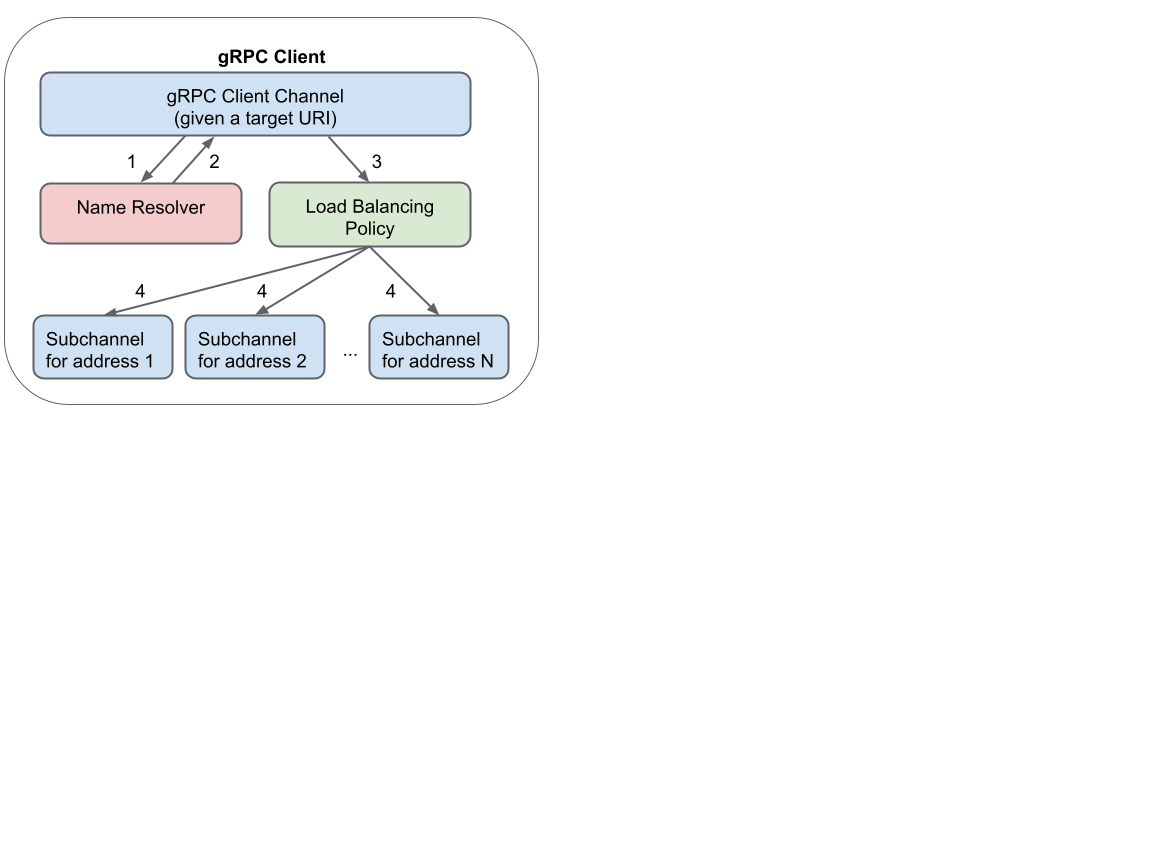 gRPC Client
gRPC Client Channel
(given a target URI)
1
2
3
Name Resolver
Load Balancing
Policy
4
4
4
Subchannel
for address 1
Subchannel
for address 2
...
Subchannel
for address N